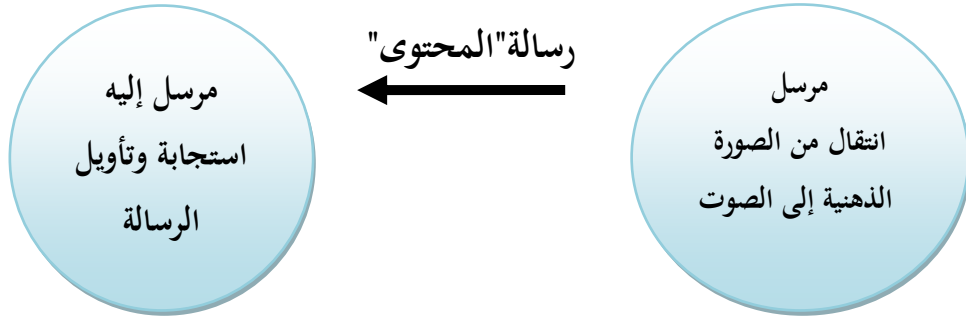 رسالة"المحتوى"
مرسل
انتقال من الصورة
الذهنية إلى الصوت
مرسل إليه
استجابة وتأويل
الرسالة